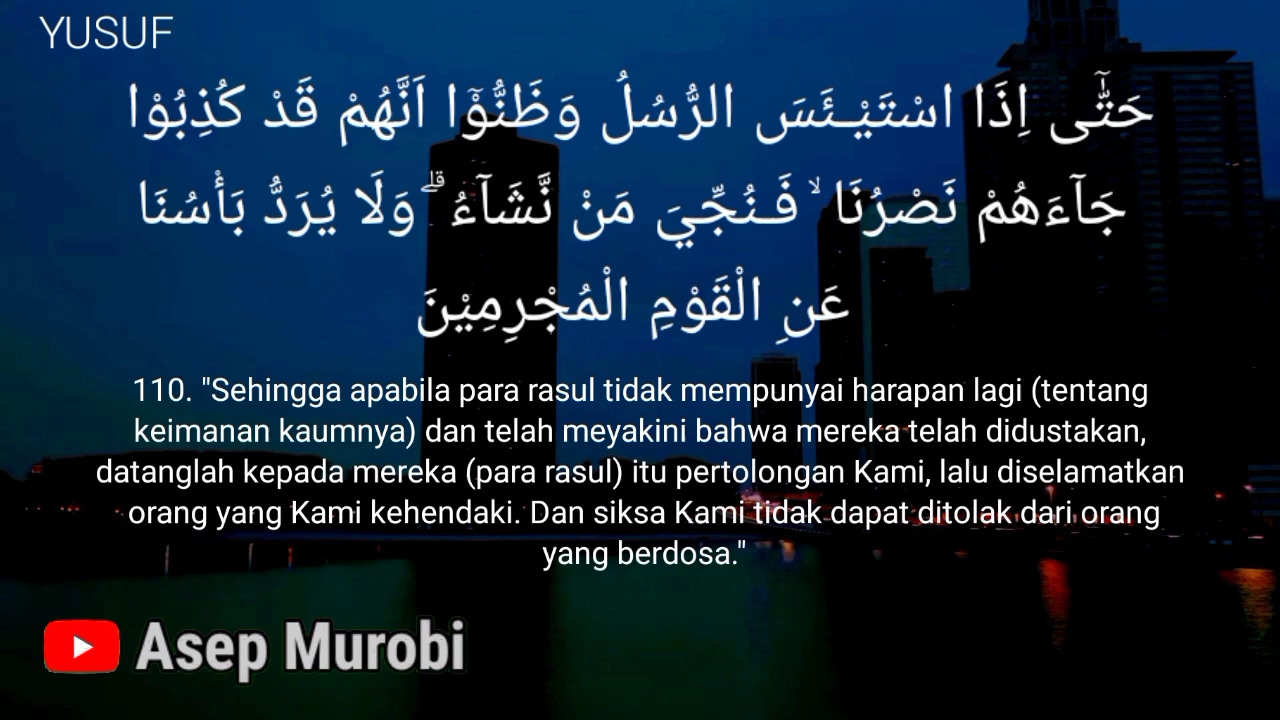 YUSUF
حَتّٰٓى اِذَا اسْتَيْـَٔسَ الرُّسُلُ وَظَنُّوْٓا اَنَّهُمْ قَدْ كُذِبُوْا
جَاۤءَهُمْ نَصْرُنَا ۙ فَنُجِّيَ مَنْ نَّشَاۤءُ ۗ وَلَا يُرَدُّ بَأْسُنَا
عَنِ الْقَوْمِ الْمُجْرِمِيْنَ
110. "Sehingga apabila para rasul tidak mempunyai harapan lagi (tentang
keimanan kaumnya) dan telah meyakini bahwa mereka telah didustakan,
datanglah kepada mereka (para rasul) itu pertolongan Kami, lalu diselamatkan
orang yang Kami kehendaki. Dan siksa Kami tidak dapat ditolak dari orang
yang berdosa."
Asep Murobi